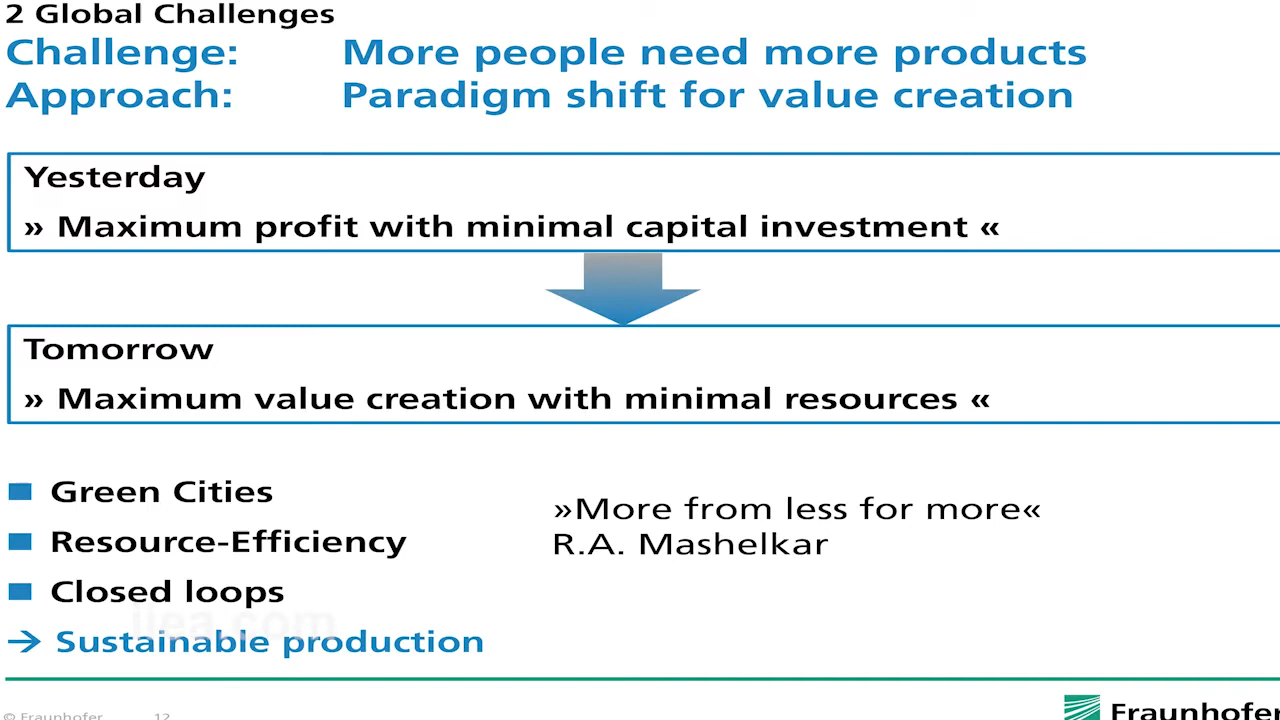 2 Global Challenges
Challenge: More people need more products
Approach: Paradigm shift for value creation
Yesterday
» Maximum profit with minimal capital investment «
Tomorrow
» Maximum value creation with minimal resources «
Green Cities
Resource-Efficiency
Closed loops
→ Sustainable production
»More from less for more«
R.A. Mashelkar
© Fraunhofer 12
Fraunhofer